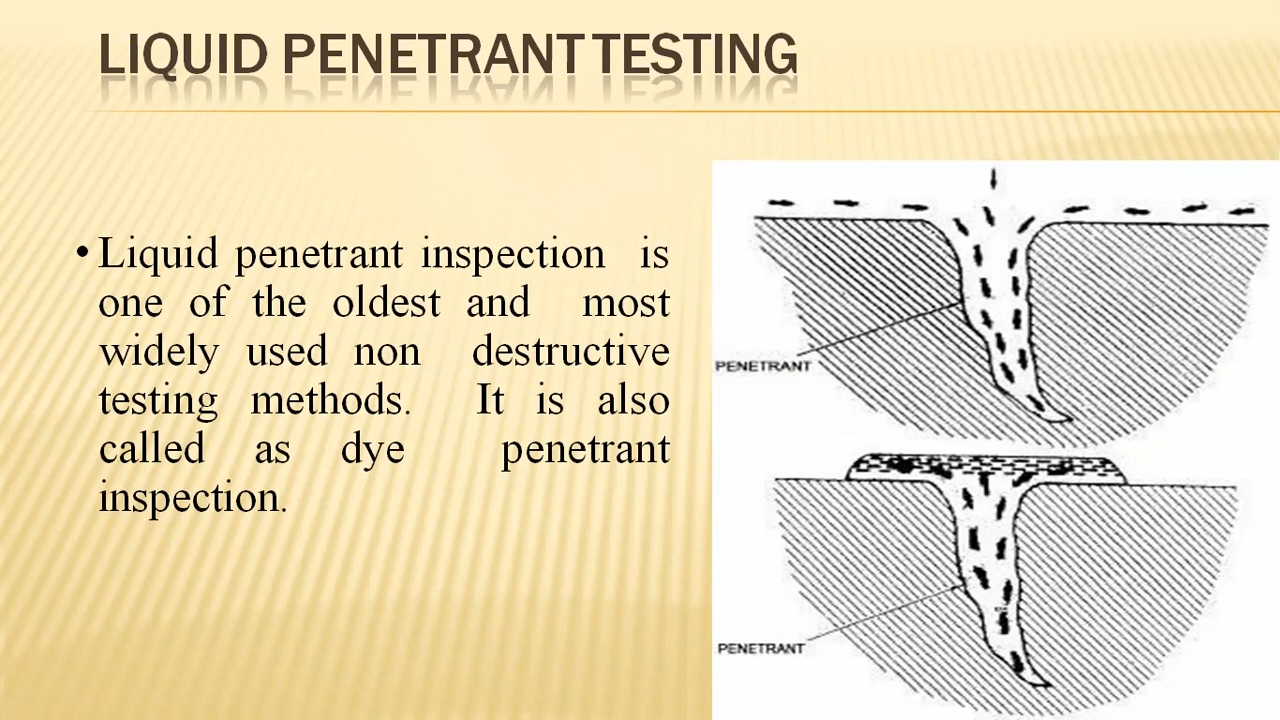 LIQUID PENETRANT TESTING
• Liquid penetrant inspection is
one of the oldest and most
widely used non destructive
testing methods. It is also
called as dye penetrant
inspection.
PENETRANT
PENETRANT